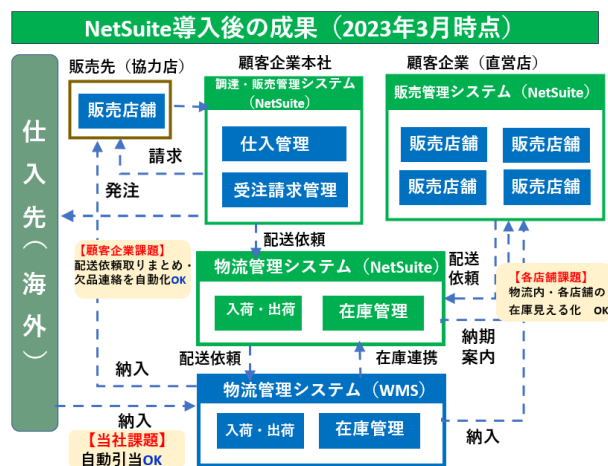 NetSuite導入後の成果（2023年3月時点）
販売先（協力店）
顧客企業本社
顧客企業（直営店）
仕入先（海外）
販売店舗
調達・販売管理システム
（NetSuite）
仕入管理
受注請求管理
販売管理システム（NetSuite）
販売店舗
販売店舗
販売店舗
販売店舗
請求
発注
配送依頼
【顧客企業課題】
配送依頼取りまとめ・
欠品連絡を自動化OK
物流管理システム（NetSuite）
入荷・出荷
在庫管理
配送
依頼
【各店舗課題】
物流内・各店舗の
在庫見える化　OK
納期
案内
配送依頼
在庫連携
納入
物流管理システム（WMS）
入荷・出荷
在庫管理
納入
納入
【当社課題】
自動引当OK